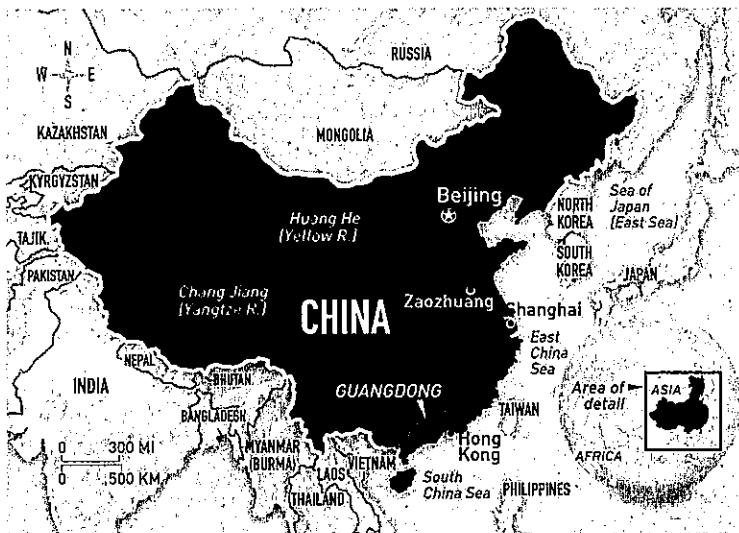 RUSSIA
N
W E
S
KAZAKHSTAN
MONGOLIA
KYRGYZSTAN
Beijing
NORTH
KOREA
Sea of
Japan
(East Sea)
Huang He
(Yellow R.)
TAJIK.
SOUTH
KOREA
PAKISTAN
JAPAN
Chang Jiang
(Yangtze R.)
Zaozhuang
CHINA
Shanghai
East
China
Sea
NEPAL
INDIA
BHUTAN
GUANGDONG
Area of
detail
ASIA
BANGLADESH
TAIWAN
Hong
Kong
0 300 MI
0 500 KM
MYANMAR
(BURMA)
LAOS
VIETNAM
AFRICA
South
China Sea
THAILAND
PHILIPPINES